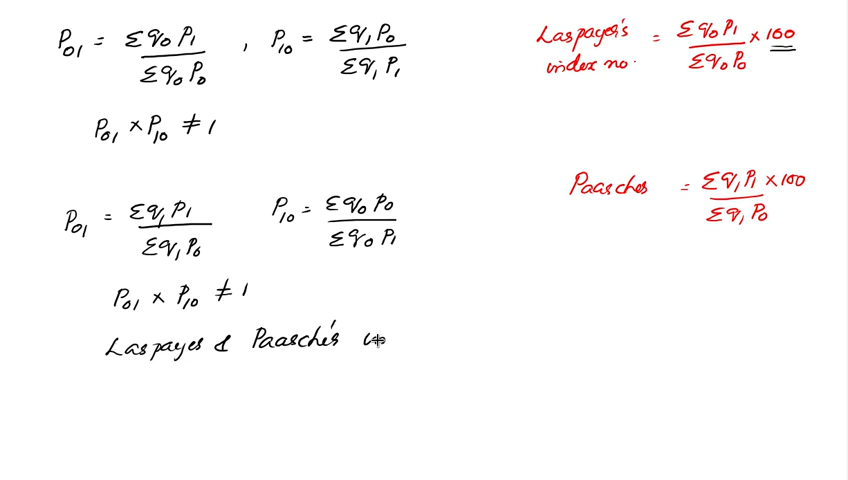 P01 = Σq0P1 / Σq0P0 , P10 = Σq1P0 / Σq1P1
P01 × P10 ≠ 1
P01 = Σq1P1 / Σq1P0 P10 = Σq0P0 / Σq0P1
P01 × P10 ≠ 1
Laspayes & Paasche's
Laspayer's index no. = Σq0P1 / Σq0P0 × 100
Paasches = Σq1P1 × 100 / Σq1P0